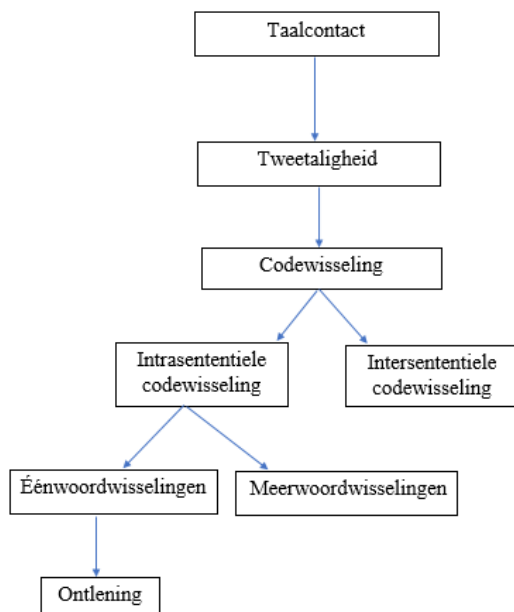 Taalcontact
Tweetaligheid
Codewisseling
Intrasententiele
codewisseling
Intersententiele
codewisseling
Éénwoordwisselingen
Meerwoordwisselingen
Ontlening